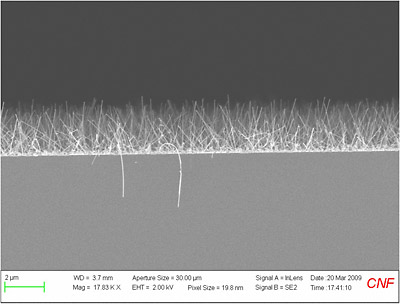 2 µm
WD = 3.7 mm Aperture Size = 30.00 µm Signal A = InLens Date :20 Mar 2009
Mag = 17.83 K X EHT = 2.00 kV Pixel Size = 19.8 nm Signal B = SE2 Time :17:41:10
CNF